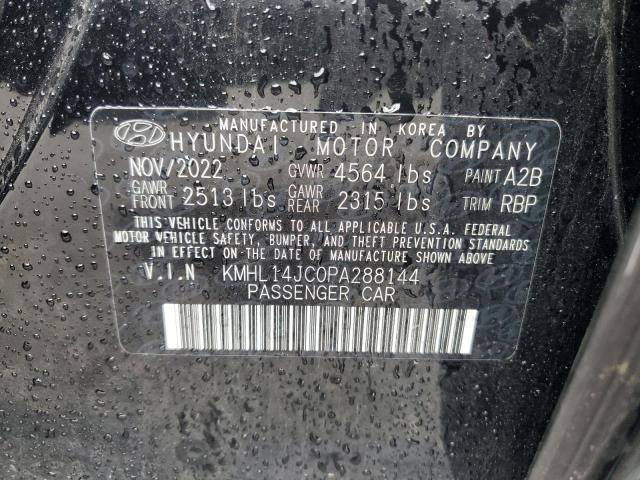 MANUFACTURED IN KOREA BY
HYUNDAI MOTOR COMPANY
NOV/2022 GVWR 4564 lbs PAINT A2B
GAWR FRONT 2513 lbs GAWR REAR 2315 lbs TRIM RBP
THIS VEHICLE CONFORMS TO ALL APPLICABLE U.S.A. FEDERAL
MOTOR VEHICLE SAFETY, BUMPER, AND THEFT PREVENTION STANDARDS
IN EFFECT ON THE DATE OF MANUFACTURE SHOWN ABOVE.
V.I.N KMHL14JC0PA288144
PASSENGER CAR